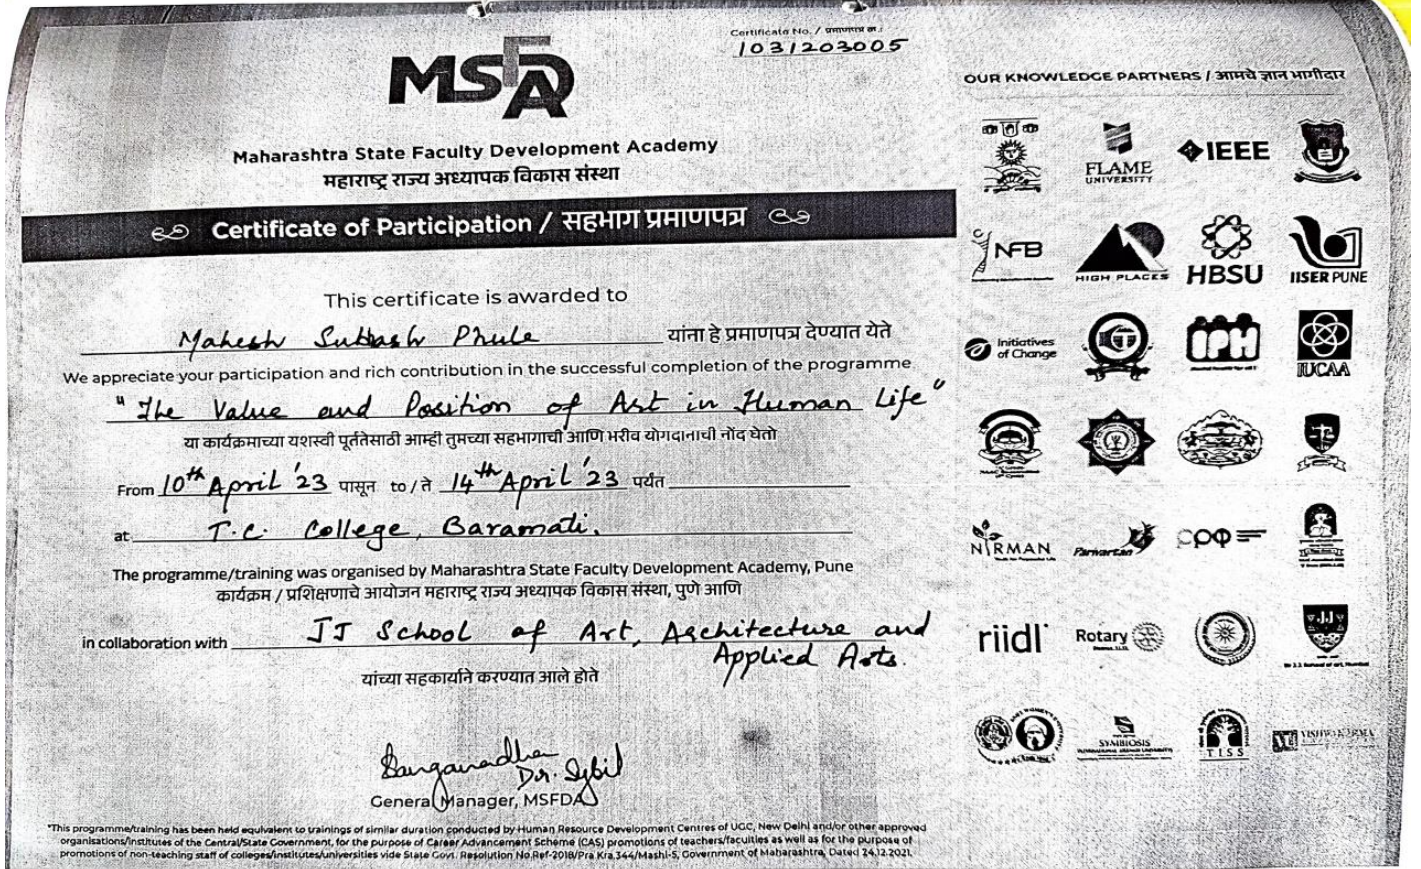 Certificate No. / प्रमाणपत्र क्र.:
1031203005
MSFDA
Maharashtra State Faculty Development Academy
महाराष्ट्र राज्य अध्यापक विकास संस्था
Certificate of Participation / सहभाग प्रमाणपत्र
This certificate is awarded to
Mahesh Subhash Phule यांना हे प्रमाणपत्र देण्यात येते
We appreciate your participation and rich contribution in the successful completion of the programme
"The Value and Position of Art in Human Life"
या कार्यक्रमाच्या यशस्वी पूर्ततेसाठी आम्ही तुमच्या सहभागाची आणि भरीव योगदानाची नोंद घेतो
From 10th April '23 पासून to / ते 14th April '23 पर्यंत
at T.C. College, Baramati.
The programme/training was organised by Maharashtra State Faculty Development Academy, Pune
कार्यक्रम / प्रशिक्षणाचे आयोजन महाराष्ट्र राज्य अध्यापक विकास संस्था, पुणे आणि
in collaboration with JJ School of Art, Architecture and
Applied Arts.
यांच्या सहकार्याने करण्यात आले होते
Dr. Sybil
General Manager, MSFDA
*This programme/training has been held equivalent to trainings of similar duration conducted by Human Resource Development Centres of UGC, New Delhi and/or other approved
organisations/institutes of the Central/State Government, for the purpose of Career Advancement Scheme (CAS) promotions of teachers/faculties as well as for the purpose of
promotions of non-teaching staff of colleges/institutes/universities vide State Govt. Resolution No.Ref-2018/Pra Kra.344/Mashi-5, Government of Maharashtra, Dated 24.12.2021.
OUR KNOWLEDGE PARTNERS / आमचे ज्ञान भागीदार
FLAME
UNIVERSITY
IEEE
NFB
HIGH PLACES
HBSU
IISER PUNE
Initiatives
of Change
IPH
IUCAA
NIRMAN
Parivartan
riidl
Rotary
Sir J.J. School of art, Mumbai
SYMBIOSIS
TISS
VU VISHWAKARMA